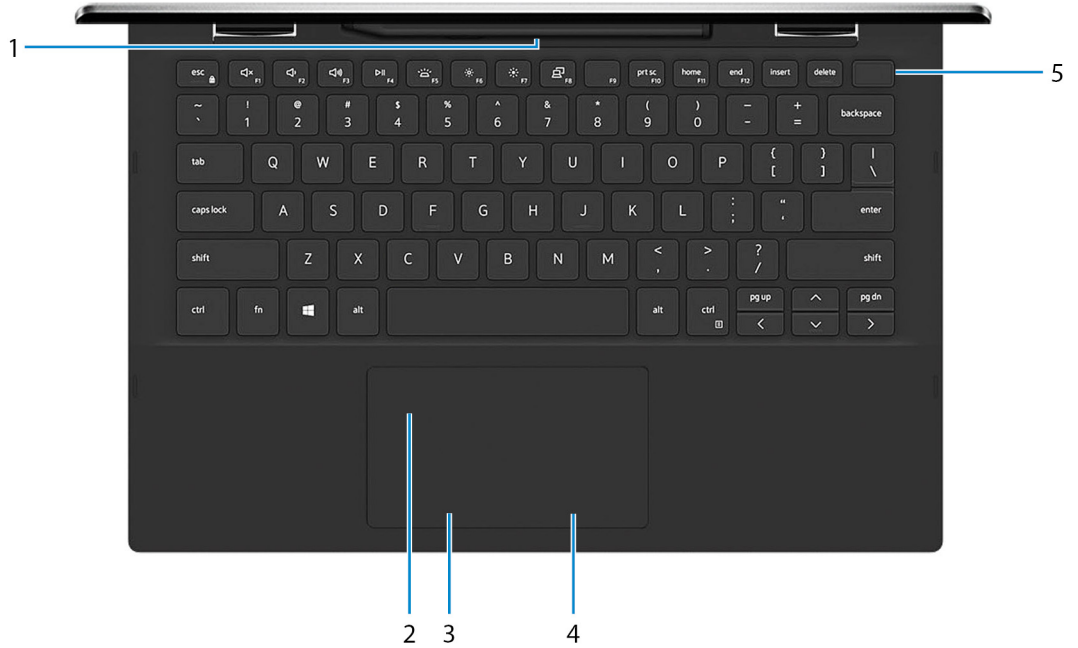 1
5
esc F1 F2 F3 F4 F5 F6 F7 F8 F9 prt sc F10 home F11 end F12 insert delete
~ ! @ # $ % ^ & * ( ) _ +
` 1 2 3 4 5 6 7 8 9 0 - = backspace
tab Q W E R T Y U I O P { [ } ] | \
caps lock A S D F G H J K L : ; " ' enter
shift Z X C V B N M < , > . ? / shift
ctrl fn alt alt ctrl pg up ^ pg dn
< v >
2 3 4